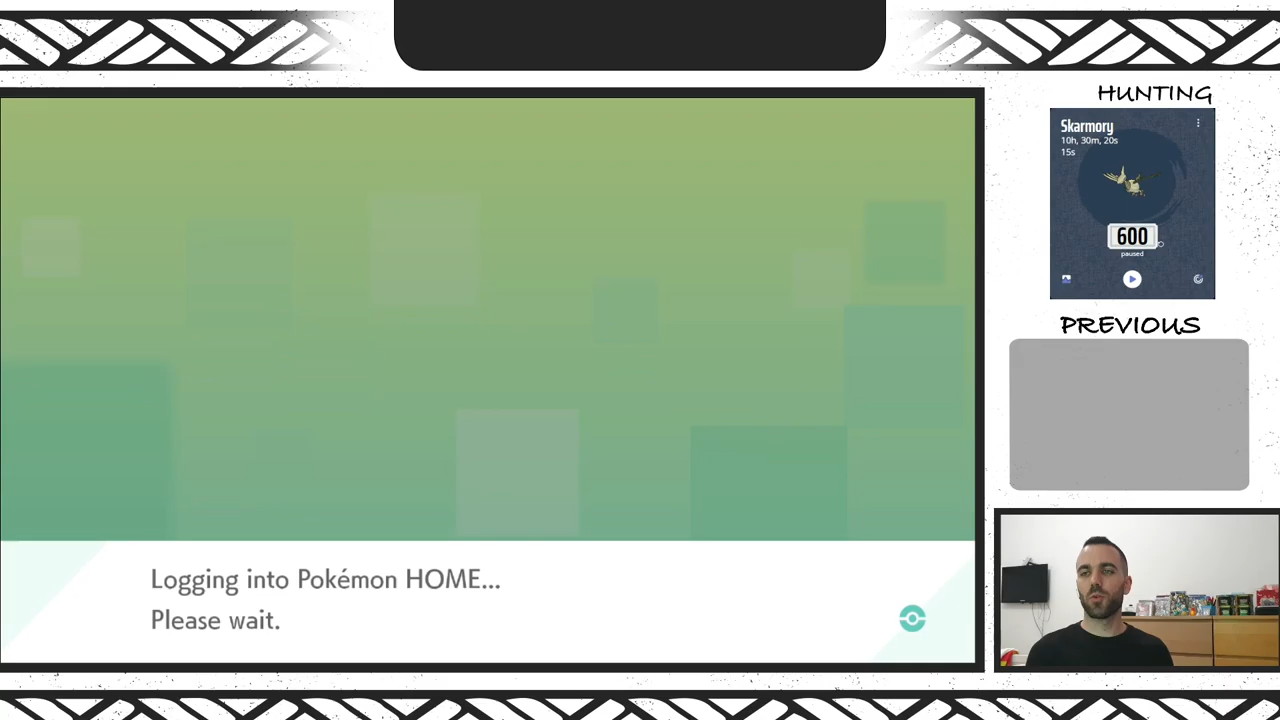 HUNTING
Skarmory
10h, 30m, 20s
15s
600
paused
PREVIOUS
Logging into Pokémon HOME...
Please wait.